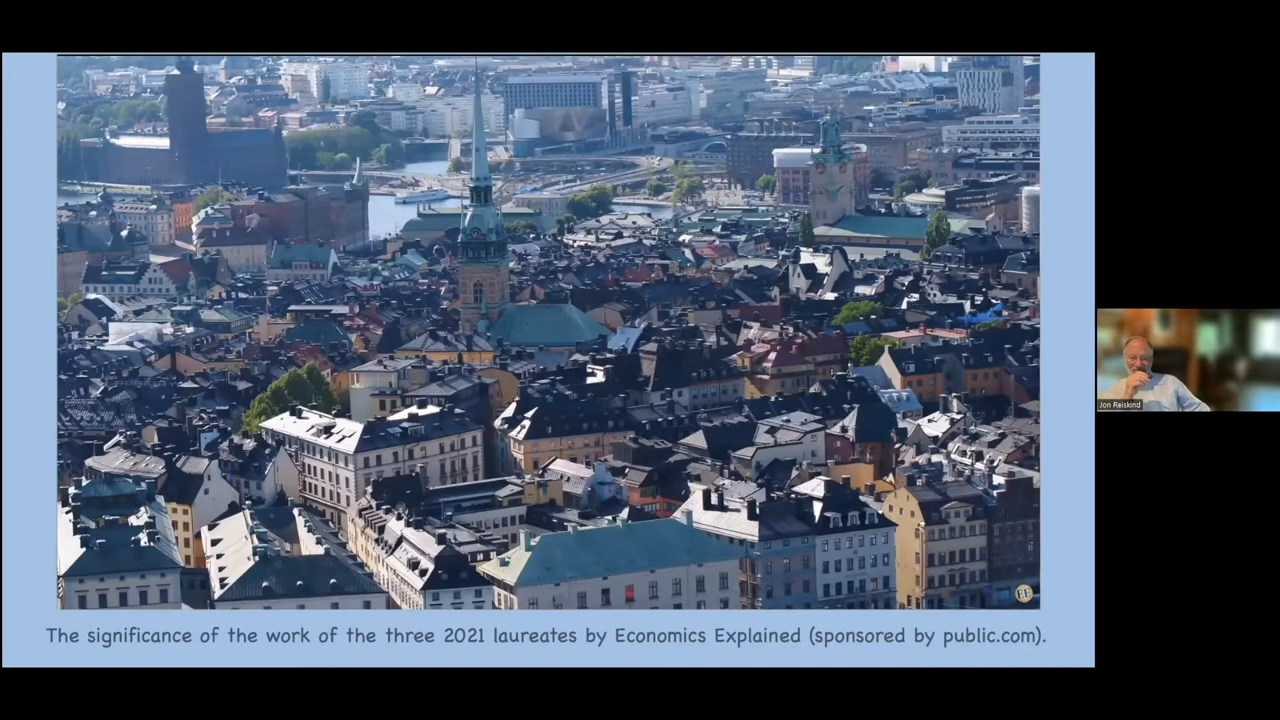 The significance of the work of the three 2021 laureates by Economics Explained (sponsored by public.com).
Jon Reiskind